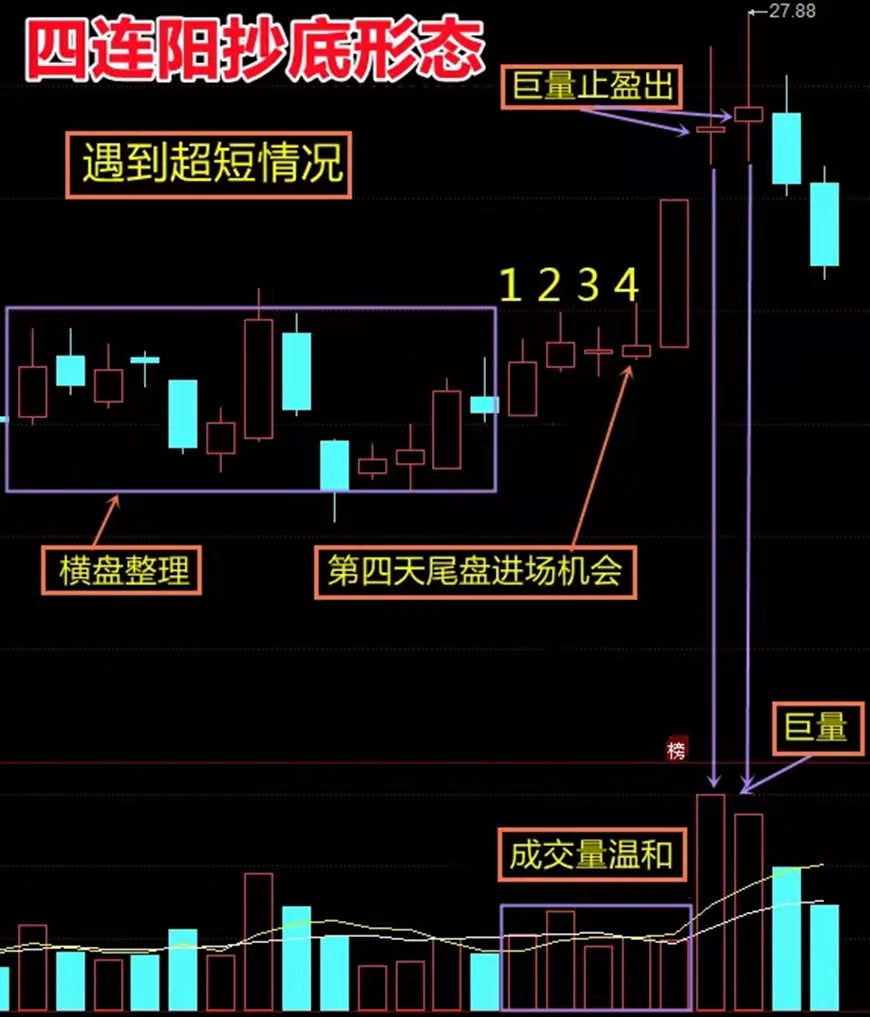 四连阳抄底形态
27.88
巨量止盈出
遇到超短情况
1 2 3 4
横盘整理
第四天尾盘进场机会
榜
巨量
成交量温和